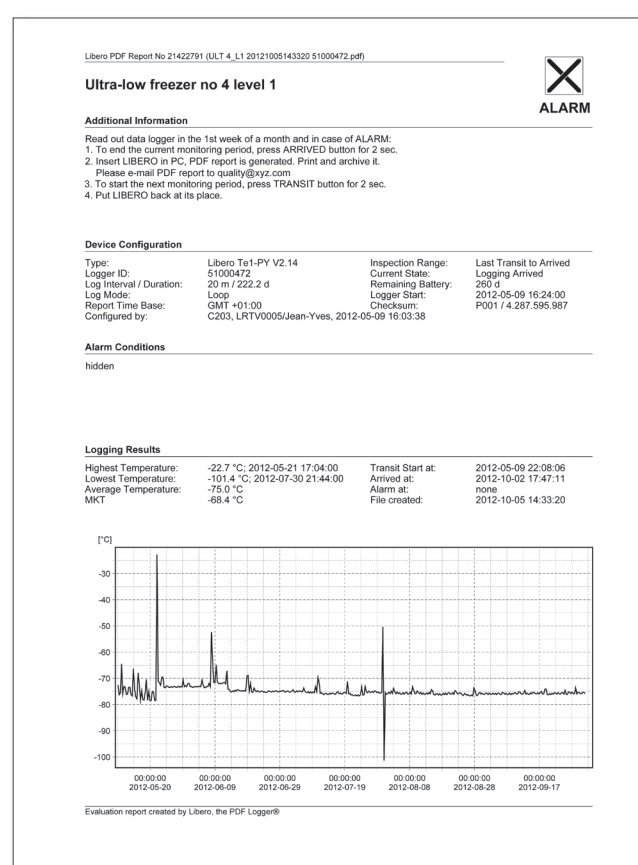 Libero PDF Report No 21422791 (ULT 4_L1 20121005143320 51000472.pdf)
Ultra-low freezer no 4 level 1
ALARM
Additional Information
Read out data logger in the 1st week of a month and in case of ALARM:
1. To end the current monitoring period, press ARRIVED button for 2 sec.
2. Insert LIBERO in PC, PDF report is generated. Print and archive it.
Please e-mail PDF report to quality@xyz.com
3. To start the next monitoring period, press TRANSIT button for 2 sec.
4. Put LIBERO back at its place.
Device Configuration
Type: Libero Te1-PY V2.14 Inspection Range: Last Transit to Arrived
Logger ID: 51000472 Current State: Logging Arrived
Log Interval / Duration: 20 m / 222.2 d Remaining Battery: 260 d
Log Mode: Loop Logger Start: 2012-05-09 16:24:00
Report Time Base: GMT +01:00 Checksum: P001 / 4.287.595.987
Configured by: C203, LRTV0005/Jean-Yves, 2012-05-09 16:03:38
Alarm Conditions
hidden
Logging Results
Highest Temperature: -22.7 °C; 2012-05-21 17:04:00 Transit Start at: 2012-05-09 22:08:06
Lowest Temperature: -101.4 °C; 2012-07-30 21:44:00 Arrived at: 2012-10-02 17:47:11
Average Temperature: -75.0 °C Alarm at: none
MKT -68.4 °C File created: 2012-10-05 14:33:20
[°C]
-30
-40
-50
-60
-70
-80
-90
-100
00:00:00 00:00:00 00:00:00 00:00:00 00:00:00 00:00:00 00:00:00
2012-05-20 2012-06-09 2012-06-29 2012-07-19 2012-08-08 2012-08-28 2012-09-17
Evaluation report created by Libero, the PDF Logger®